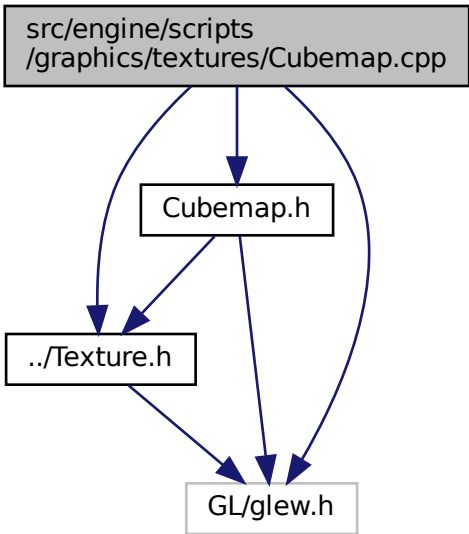 src/engine/scripts
/graphics/textures/Cubemap.cpp
Cubemap.h
../Texture.h
GL/glew.h